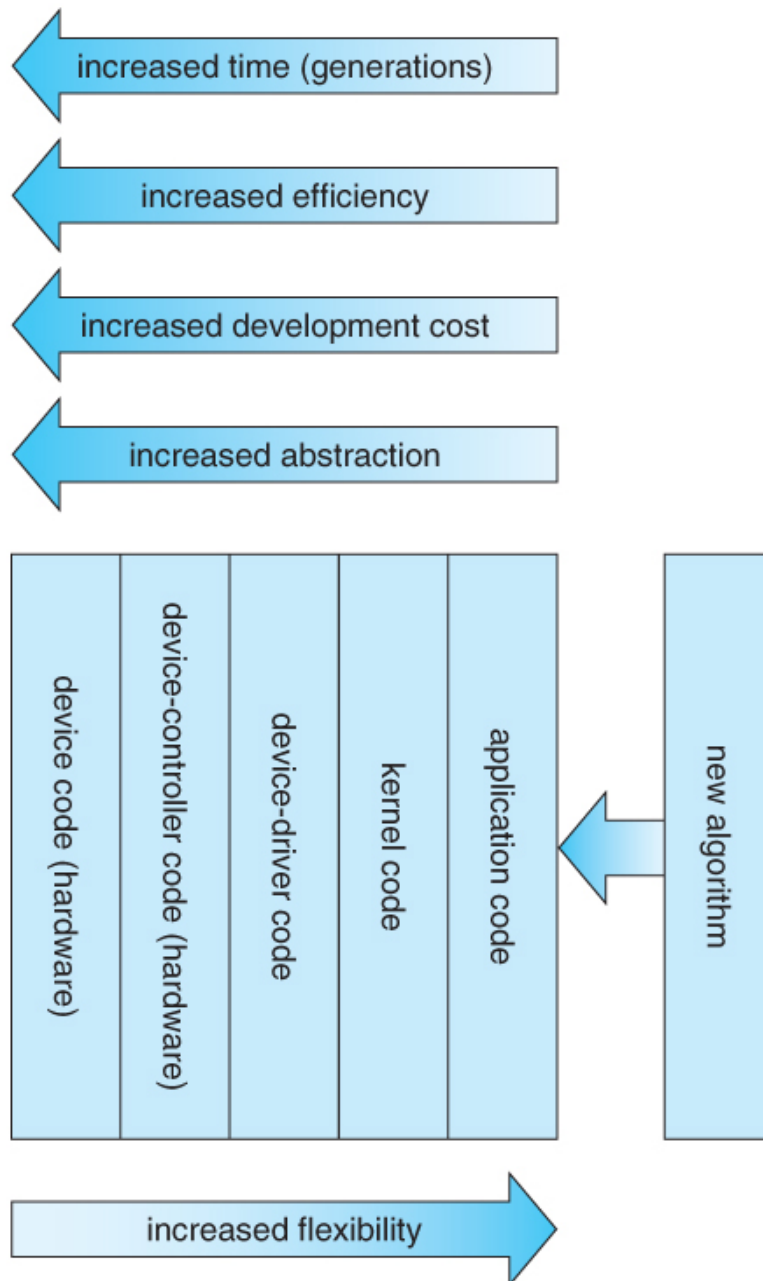 increased time (generations)
increased efficiency
increased development cost
increased abstraction
device code (hardware)
device-controller code (hardware)
device-driver code
kernel code
application code
new algorithm
increased flexibility